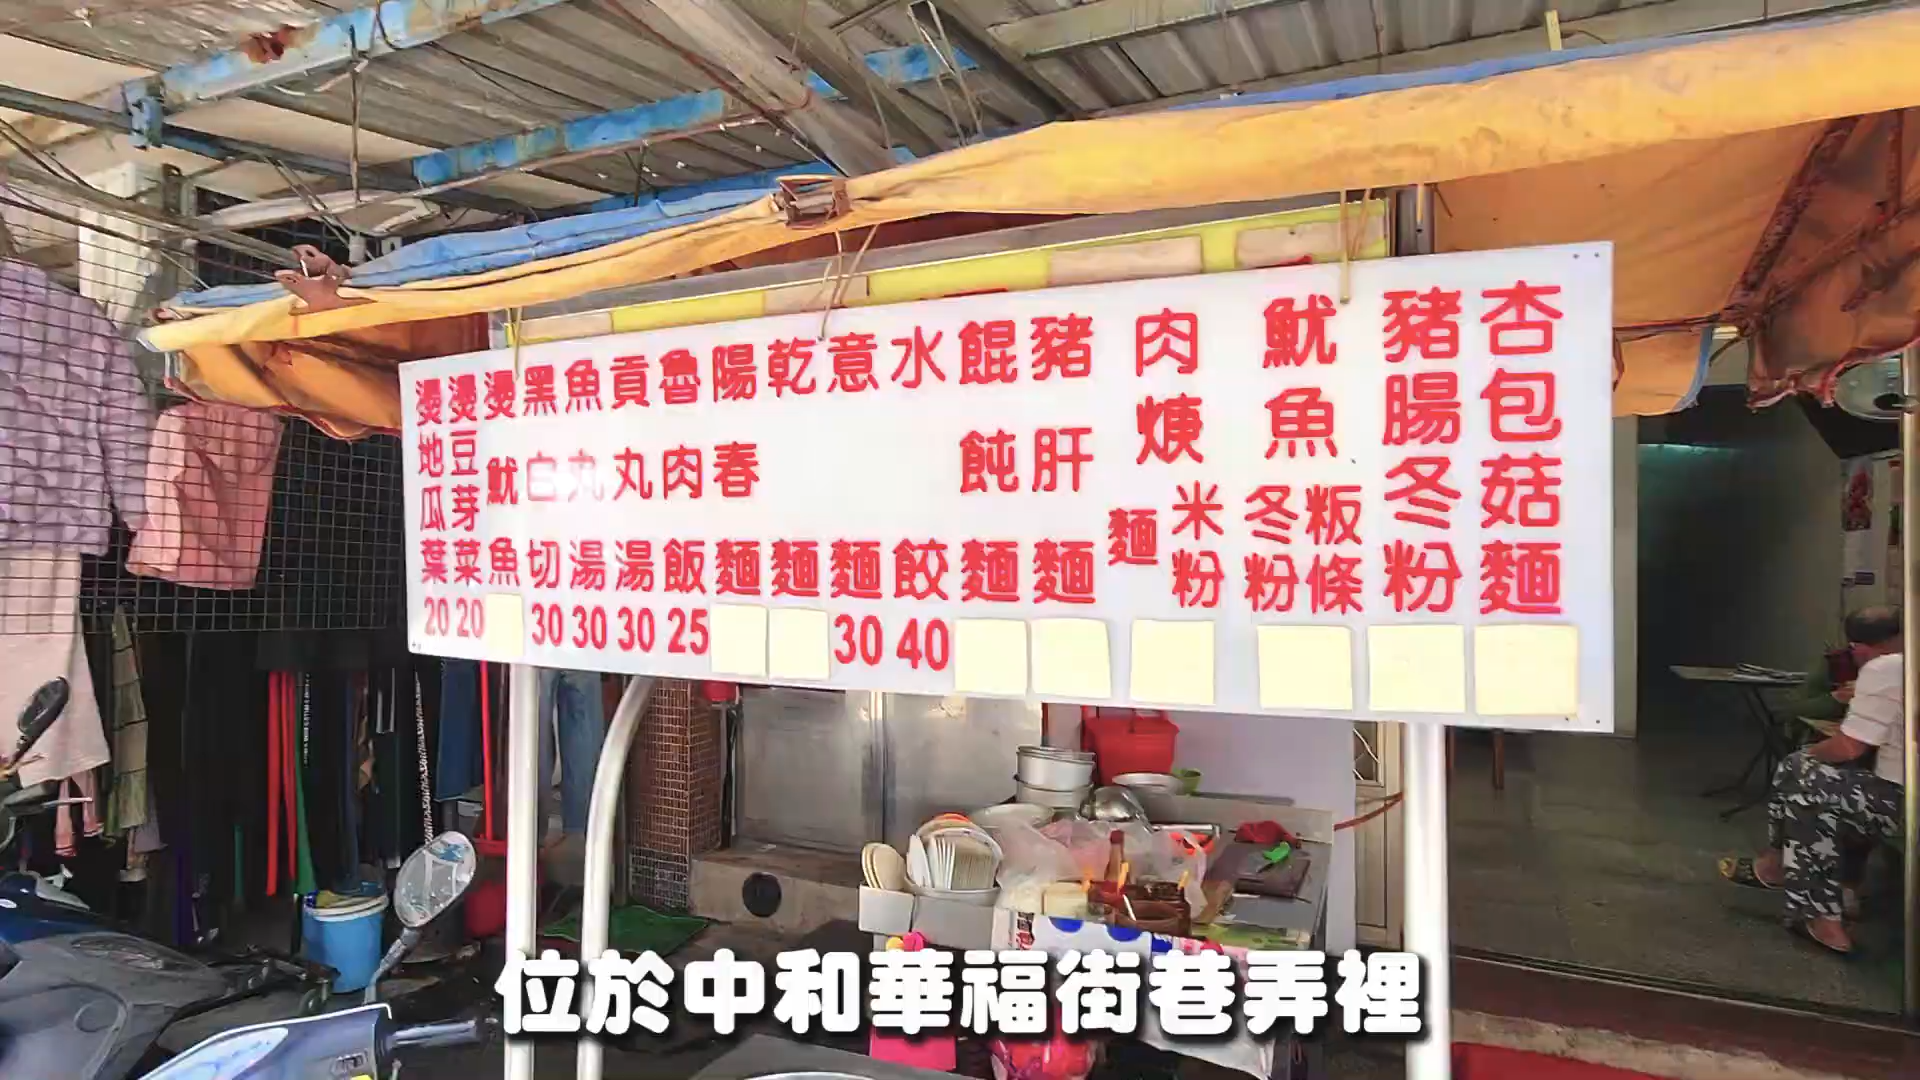 杏包菇麵
豬腸冬粉
魷魚 冬粉 粄條
肉焿 米粉 麵
豬肝麵
餛飩麵
水餃 40
意麵 30
乾麵
陽春麵
魯肉飯 25
貢丸湯 30
魚丸湯 30
黑白切 30
燙魷魚
燙豆芽菜 20
燙地瓜葉 20
位於中和華福街巷弄裡